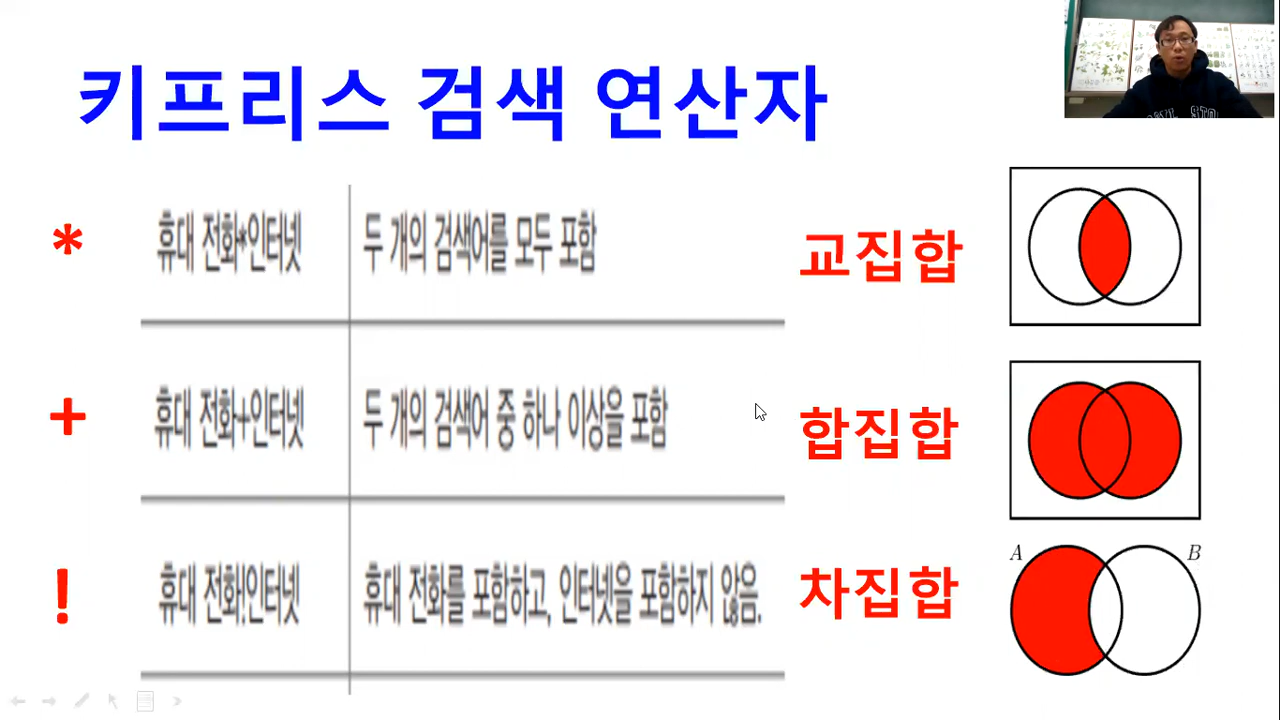 키프리스 검색 연산자
* 휴대 전화*인터넷 두 개의 검색어를 모두 포함 교집합
+ 휴대 전화+인터넷 두 개의 검색어 중 하나 이상을 포함 합집합
A B
! 휴대 전화!인터넷 휴대 전화를 포함하고, 인터넷을 포함하지 않음. 차집합